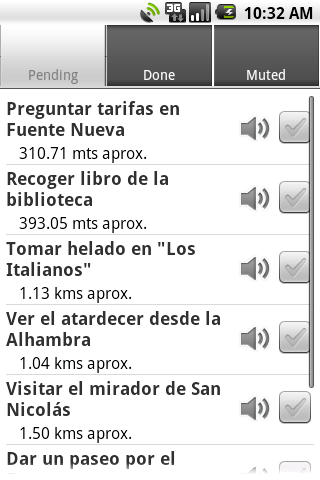 3G 10:32 AM
Pending Done Muted
Preguntar tarifas en
Fuente Nueva
310.71 mts aprox.
Recoger libro de la
biblioteca
393.05 mts aprox.
Tomar helado en "Los
Italianos"
1.13 kms aprox.
Ver el atardecer desde la
Alhambra
1.04 kms aprox.
Visitar el mirador de San
Nicolás
1.50 kms aprox.
Dar un paseo por el